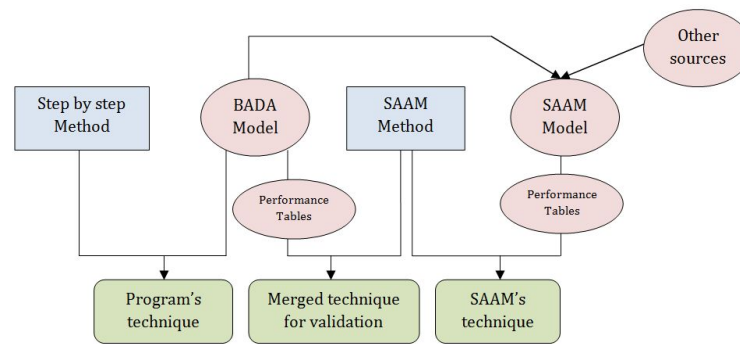 Other
sources
Step by step
Method
BADA
Model
SAAM
Method
SAAM
Model
Performance
Tables
Performance
Tables
Program’s
technique
Merged technique
for validation
SAAM’s
technique